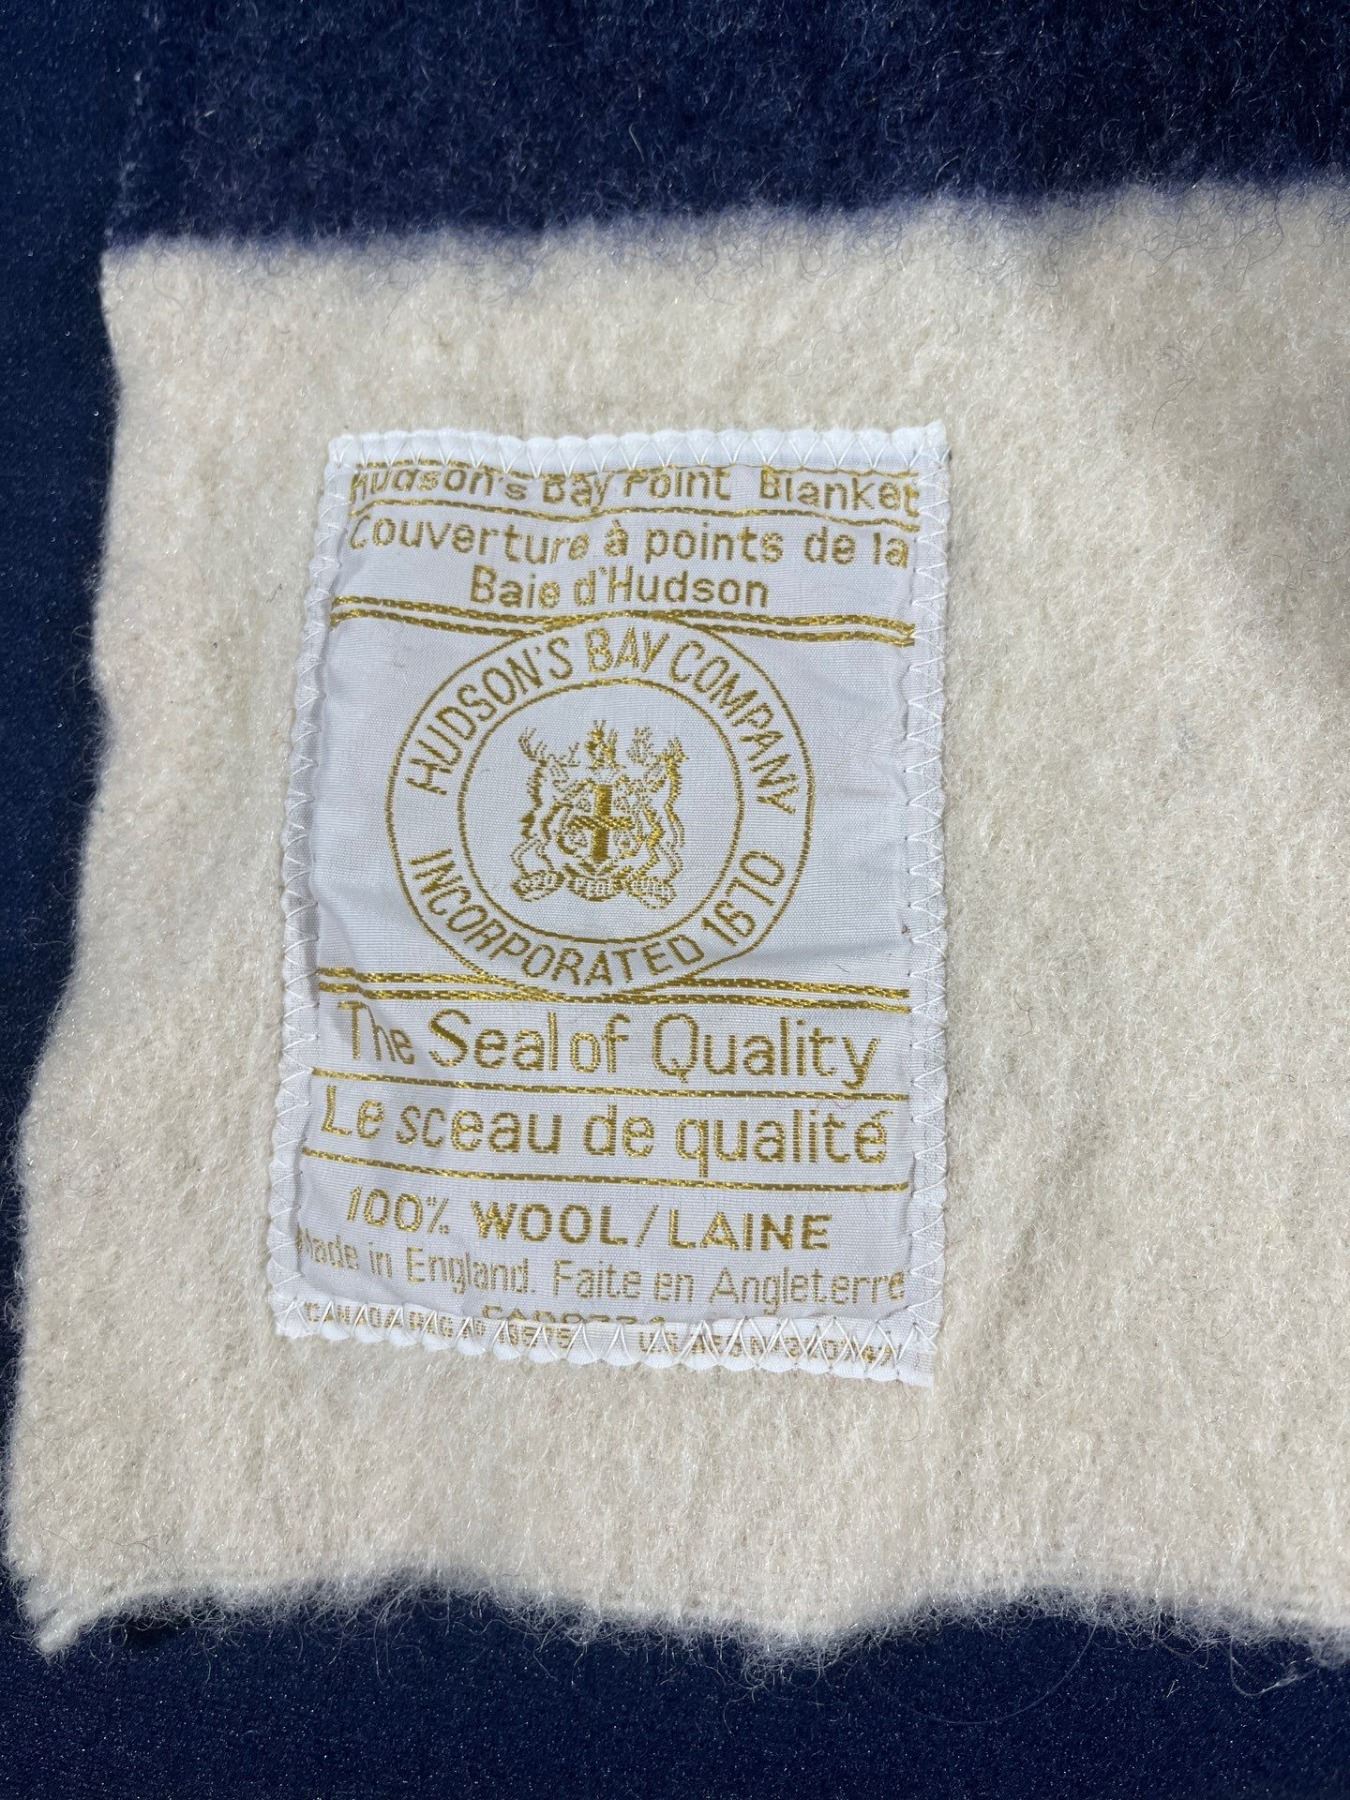 Hudson's Bay Point Blanket
Couverture à points de la
Baie d'Hudson
HUDSON'S BAY COMPANY
INCORPORATED 1670
The Seal of Quality
Le sceau de qualité
100% WOOL/LAINE
Made in England. Faite en Angleterre
CANADA